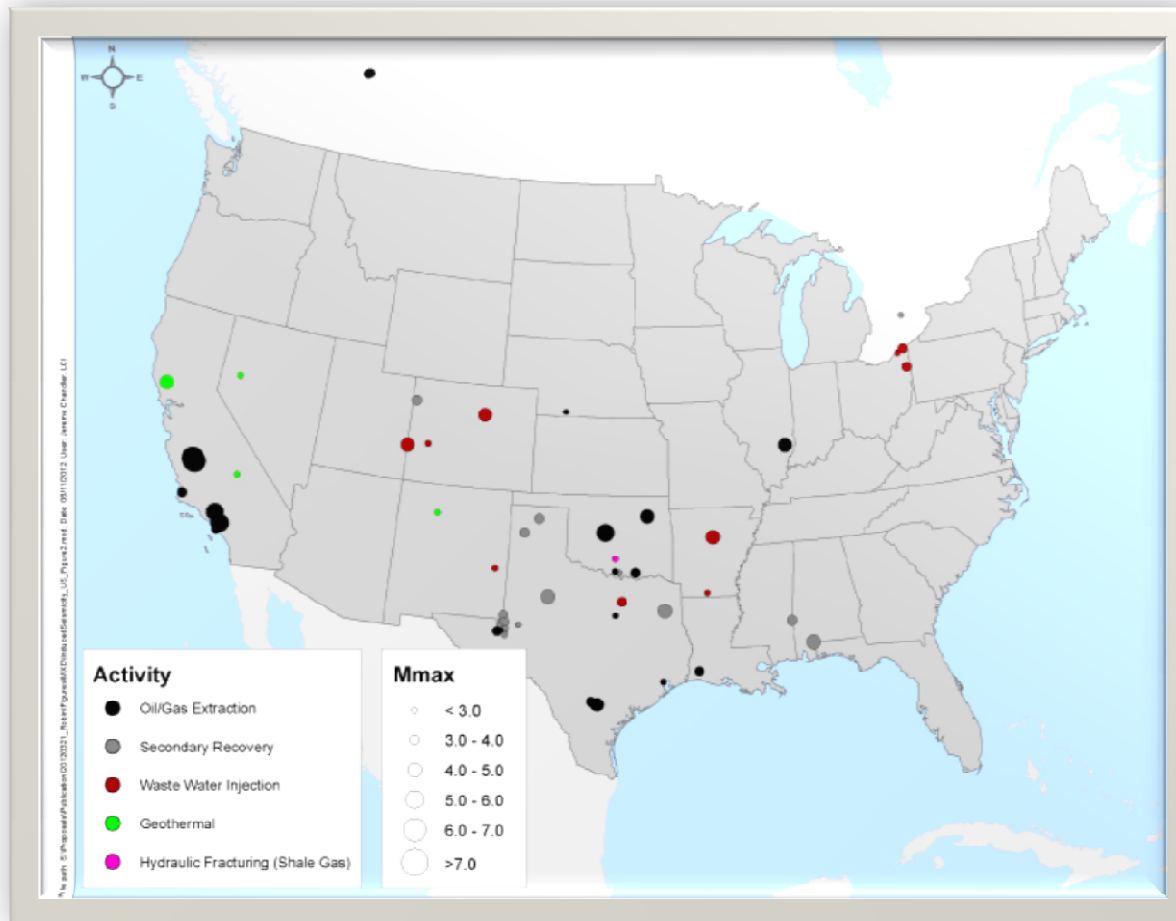 N
W E
S
Activity
Oil/Gas Extraction
Secondary Recovery
Waste Water Injection
Geothermal
Hydraulic Fracturing (Shale Gas)
Mmax
< 3.0
3.0 - 4.0
4.0 - 5.0
5.0 - 6.0
6.0 - 7.0
>7.0